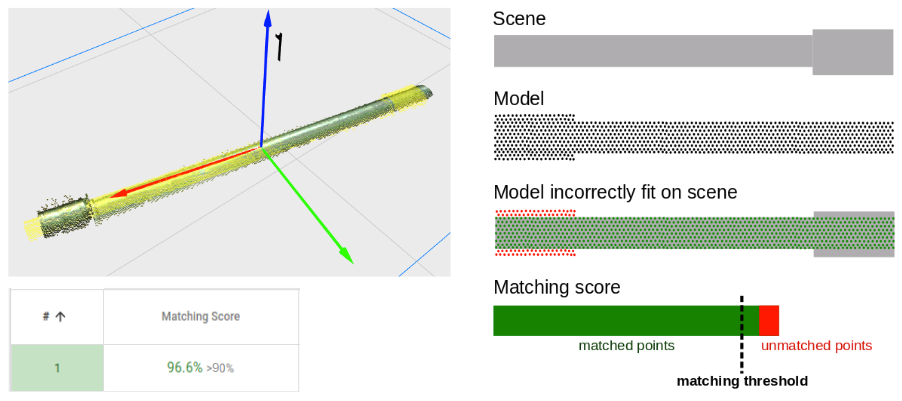 # ↑ Matching Score
1 96.6% >90%
Scene
Model
Model incorrectly fit on scene
Matching score
matched points unmatched points
matching threshold